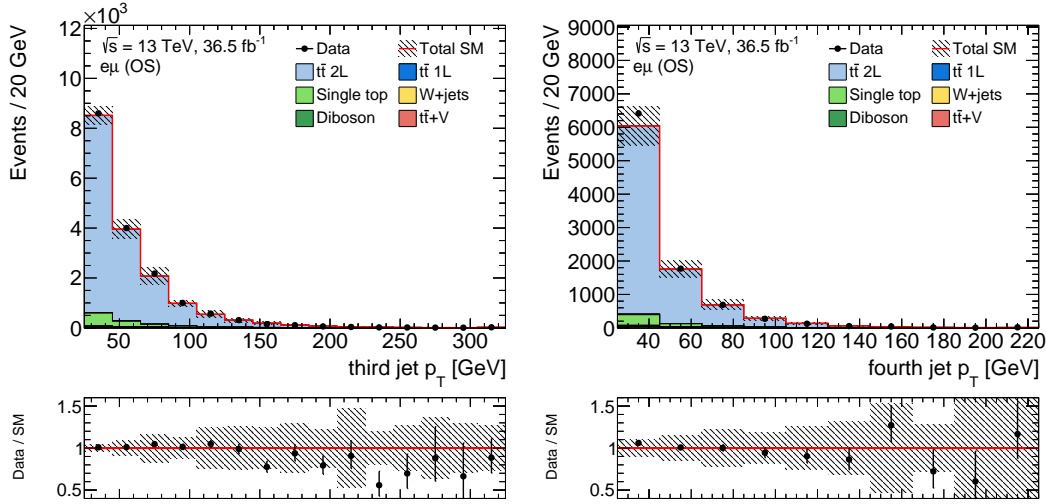 ×10³
12
10
8
6
4
2
0
Events / 20 GeV
√s = 13 TeV, 36.5 fb⁻¹
eμ (OS)
Data
Total SM
tt̄ 2L
tt̄ 1L
Single top
W+jets
Diboson
tt̄+V
50 100 150 200 250 300
third jet p_T [GeV]
1.5
1
0.5
Data / SM
9000
8000
7000
6000
5000
4000
3000
2000
1000
0
Events / 20 GeV
√s = 13 TeV, 36.5 fb⁻¹
eμ (OS)
Data
Total SM
tt̄ 2L
tt̄ 1L
Single top
W+jets
Diboson
tt̄+V
40 60 80 100 120 140 160 180 200 220
fourth jet p_T [GeV]
1.5
1
0.5
Data / SM